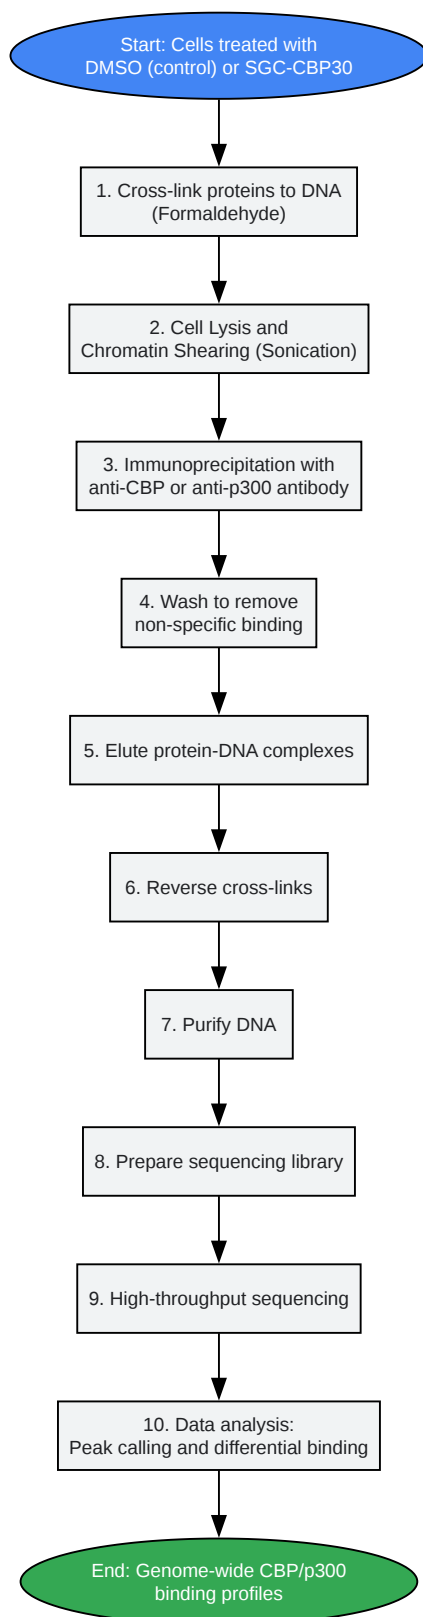 Start: Cells treated with
DMSO (control) or SGC-CBP30
1. Cross-link proteins to DNA
(Formaldehyde)
2. Cell Lysis and
Chromatin Shearing (Sonication)
3. Immunoprecipitation with
anti-CBP or anti-p300 antibody
4. Wash to remove
non-specific binding
5. Elute protein-DNA complexes
6. Reverse cross-links
7. Purify DNA
8. Prepare sequencing library
9. High-throughput sequencing
10. Data analysis:
Peak calling and differential binding
End: Genome-wide CBP/p300
binding profiles